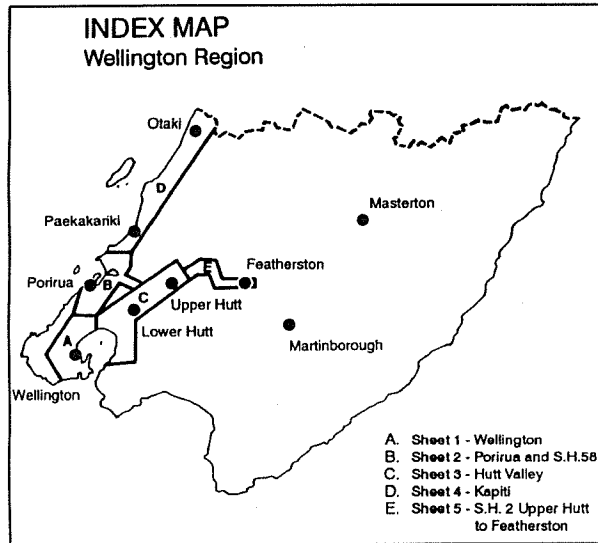 INDEX MAP
Wellington Region
Otaki
D
Masterton
Paekakariki
E
Featherston
Porirua
B
Upper Hutt
C
Lower Hutt
Martinborough
A
Wellington
A. Sheet 1 - Wellington
B. Sheet 2 - Porirua and S.H.58
C. Sheet 3 - Hutt Valley
D. Sheet 4 - Kapiti
E. Sheet 5 - S.H. 2 Upper Hutt
to Featherston